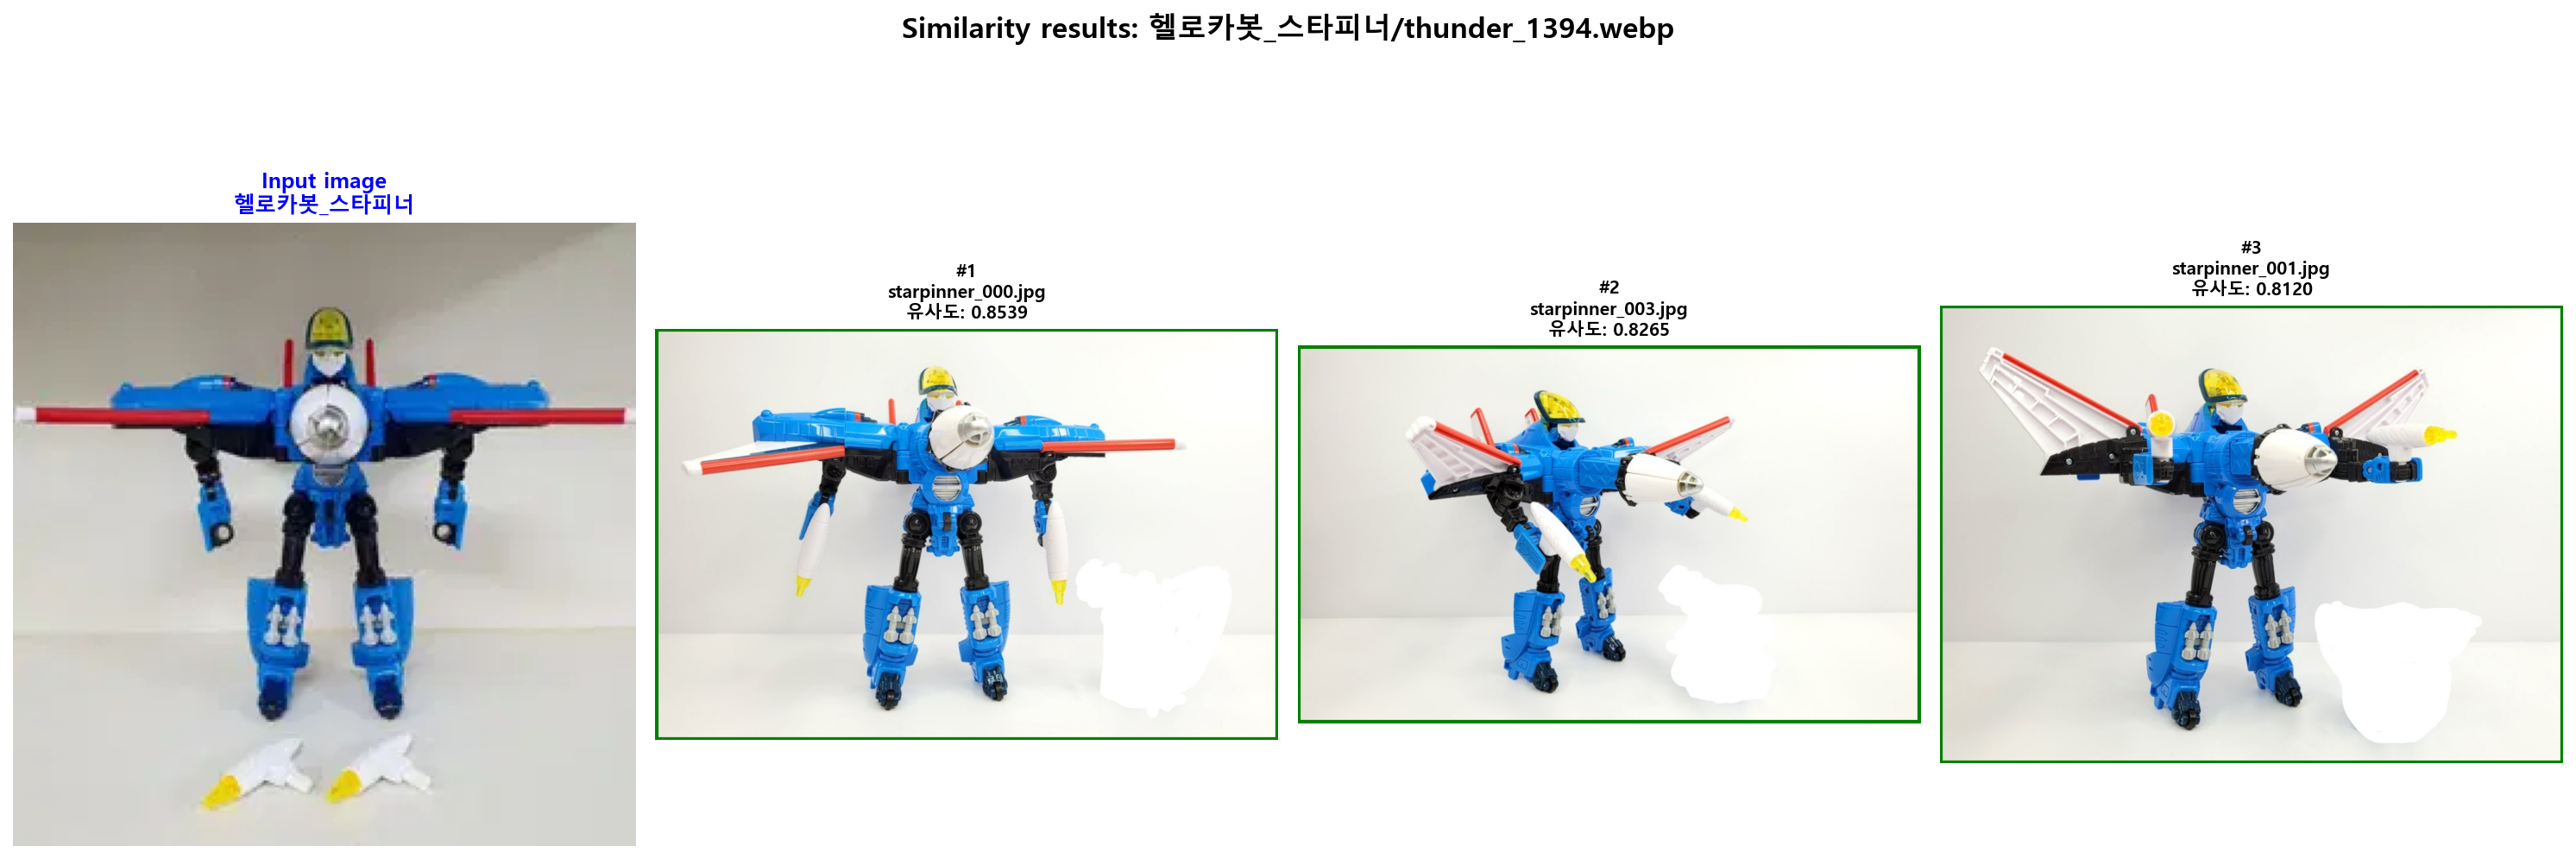 Similarity results: 헬로카봇_스타피너/thunder_1394.webp
Input image
헬로카봇_스타피너
#1
starpinner_000.jpg
유사도: 0.8539
#2
starpinner_003.jpg
유사도: 0.8265
#3
starpinner_001.jpg
유사도: 0.8120